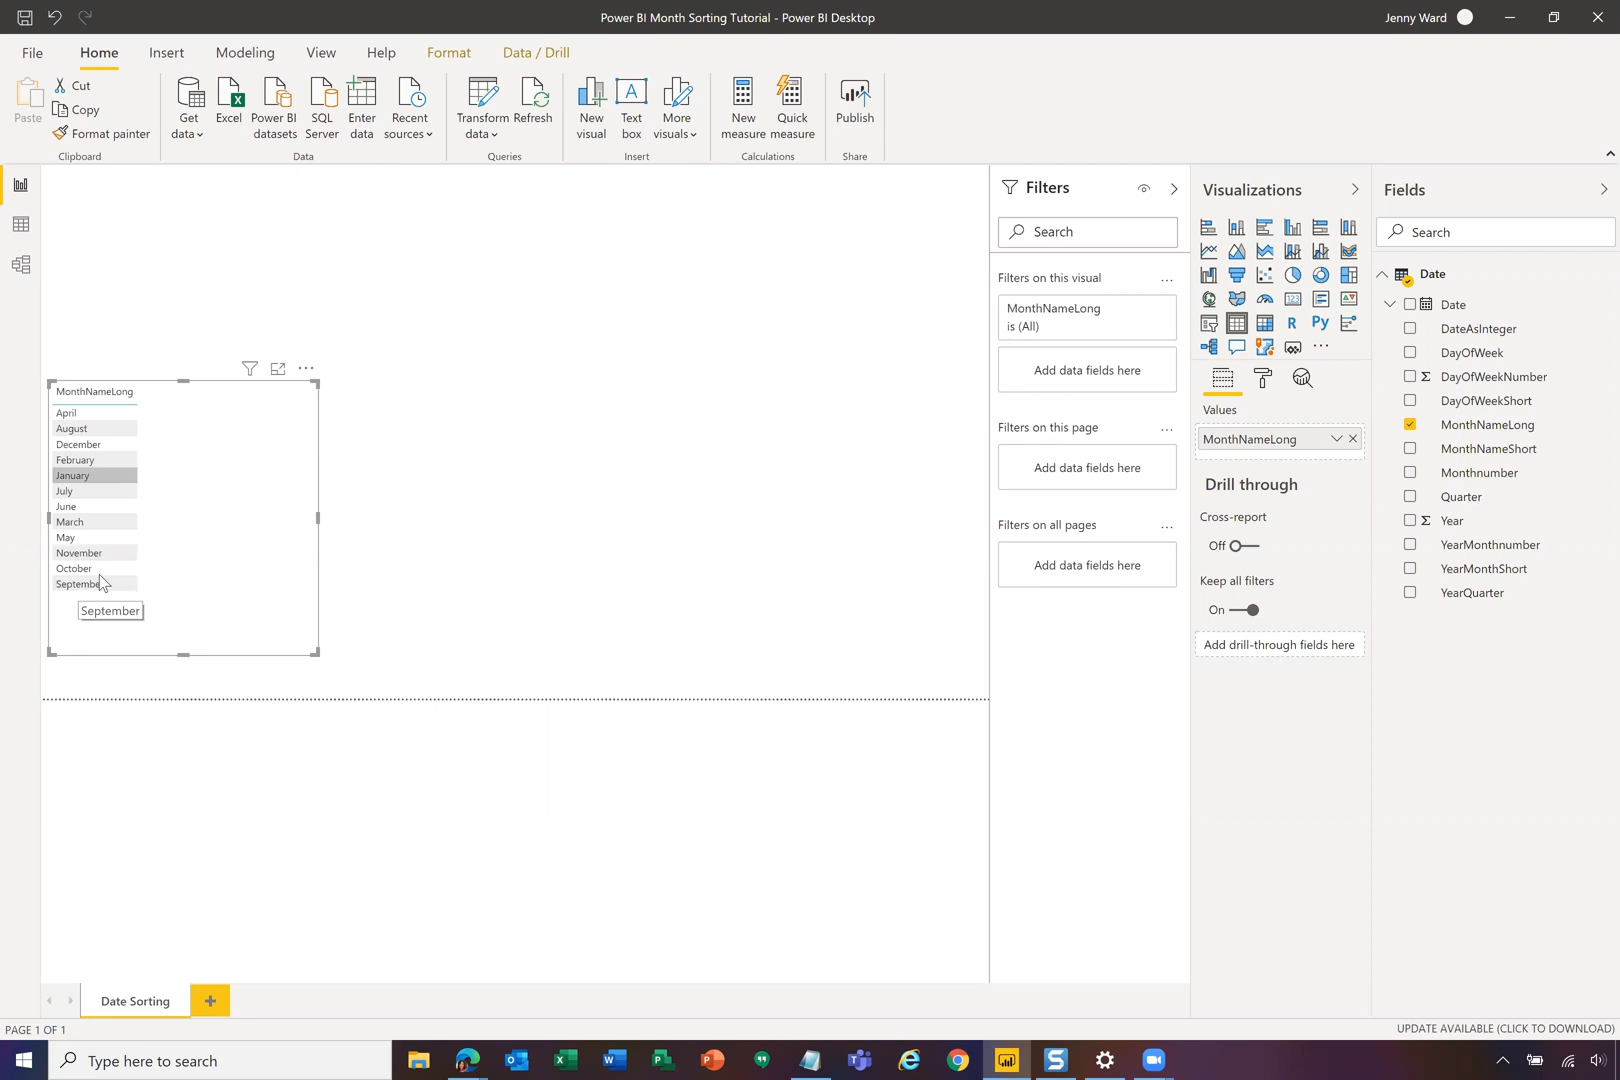 Power BI Month Sorting Tutorial - Power BI Desktop
Jenny Ward
File
Home
Insert
Modeling
View
Help
Format
Data / Drill
Paste
Cut
Copy
Format painter
Clipboard
Get data
Excel
Power BI datasets
SQL Server
Enter data
Recent sources
Data
Transform data
Refresh
Queries
New visual
Text box
More visuals
Insert
New measure
Quick measure
Calculations
Publish
Share
MonthNameLong
April
August
December
February
January
July
June
March
May
November
October
September
September
Filters
Search
Filters on this visual
MonthNameLong
is (All)
Add data fields here
Filters on this page
Add data fields here
Filters on all pages
Add data fields here
Visualizations
123
R
Py
Values
MonthNameLong
Drill through
Cross-report
Off
Keep all filters
On
Add drill-through fields here
Fields
Search
Date
Date
DateAsInteger
DayOfWeek
DayOfWeekNumber
DayOfWeekShort
MonthNameLong
MonthNameShort
Monthnumber
Quarter
Year
YearMonthnumber
YearMonthShort
YearQuarter
Date Sorting
PAGE 1 OF 1
UPDATE AVAILABLE (CLICK TO DOWNLOAD)
Type here to search